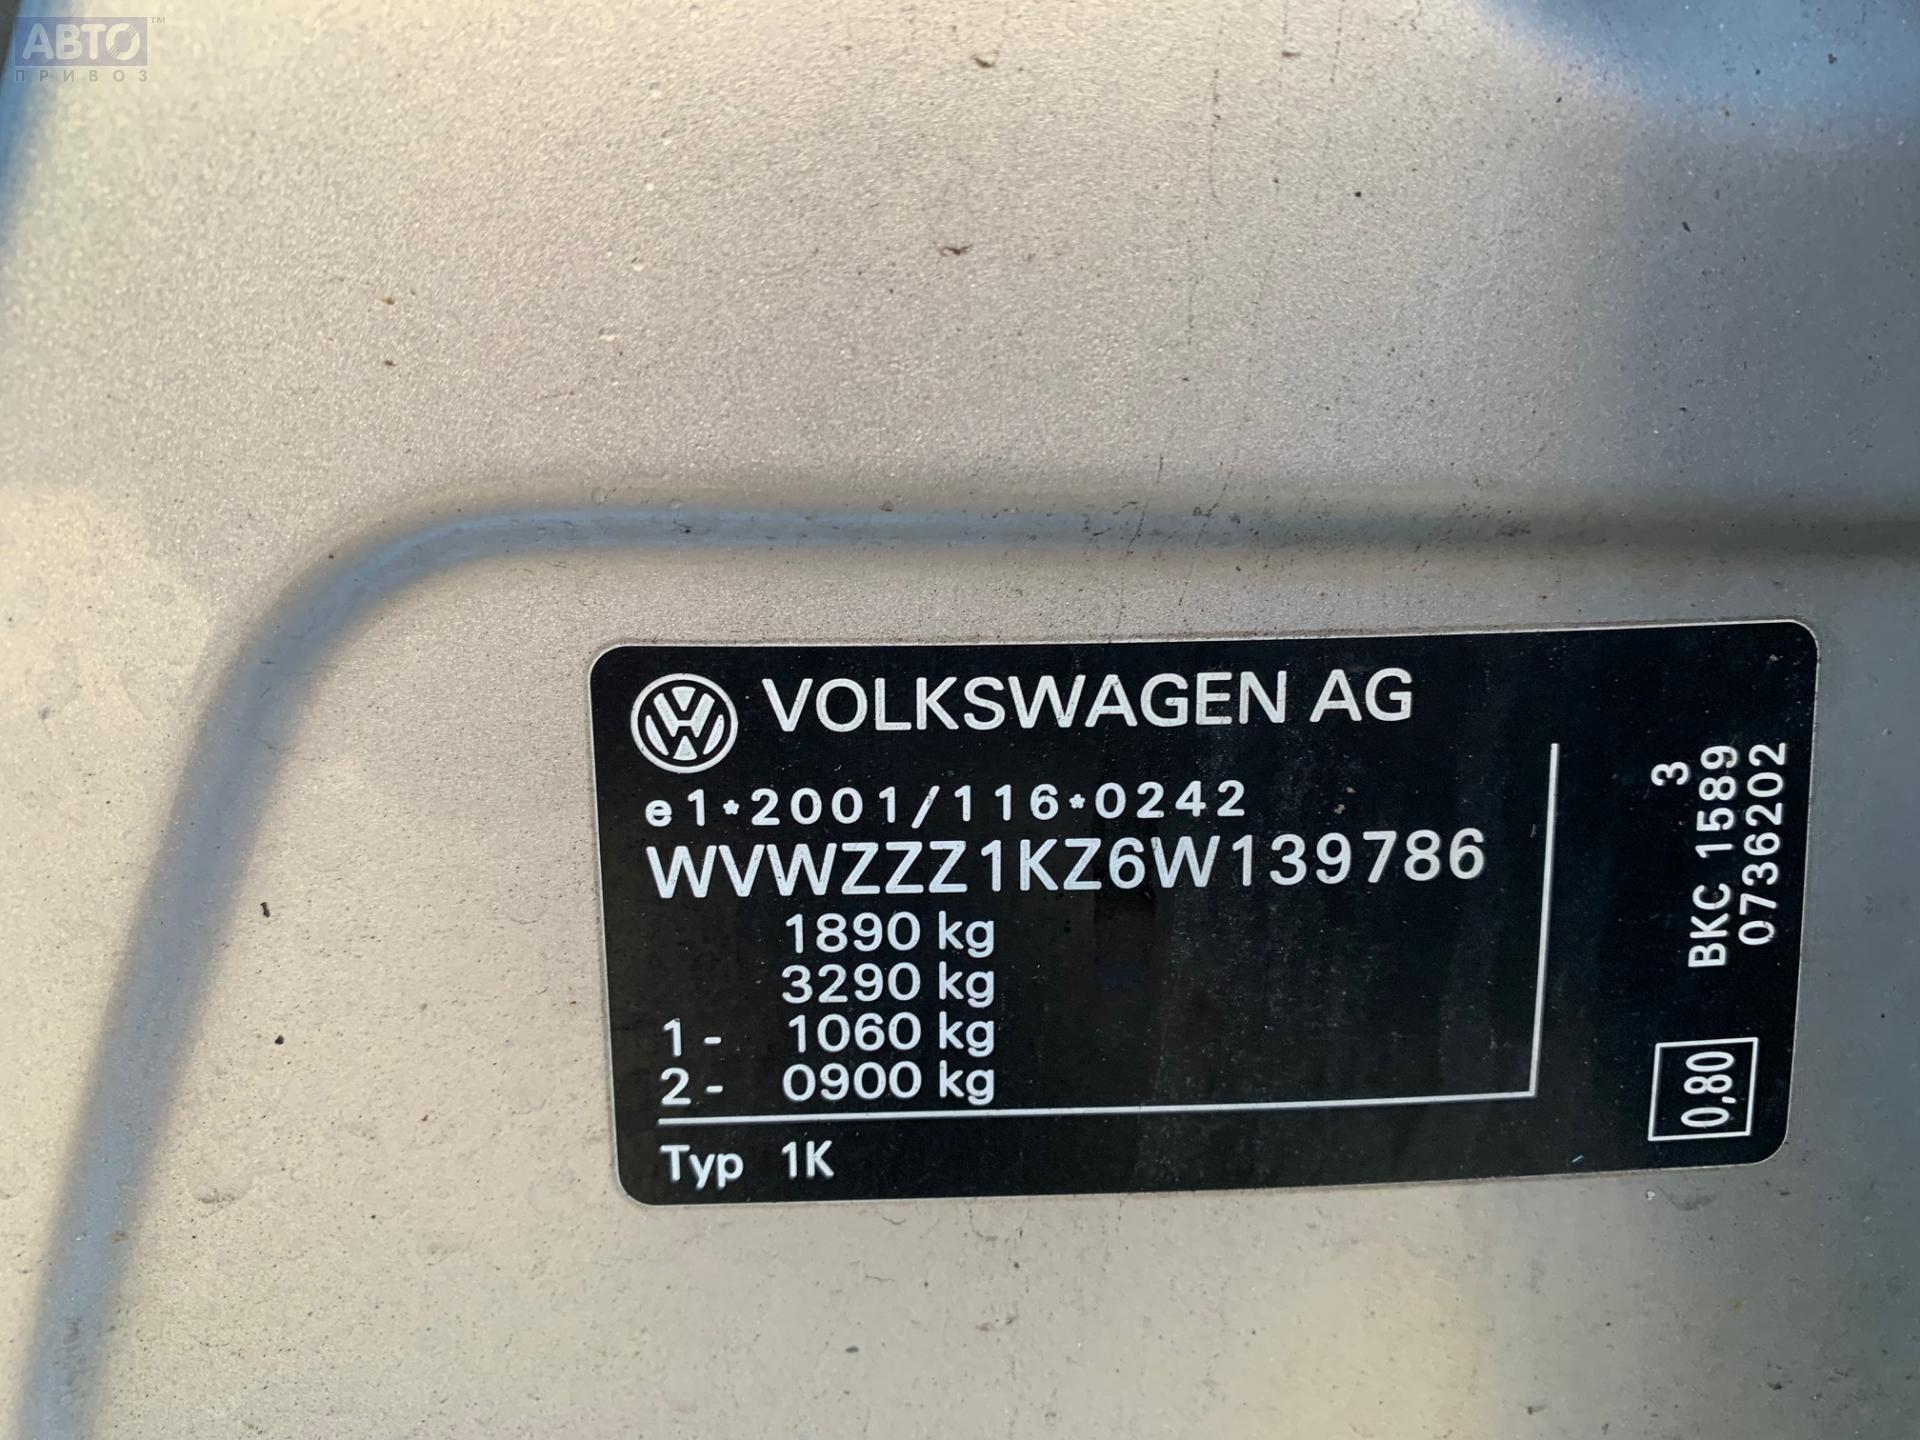 АВТО™
ПРИВОЗ
VOLKSWAGEN AG
e1*2001/116*0242
WVWZZZ1KZ6W139786
1890 kg
3290 kg
1- 1060 kg
2- 0900 kg
Typ 1K
3
BKC 1589
0736202
0,80